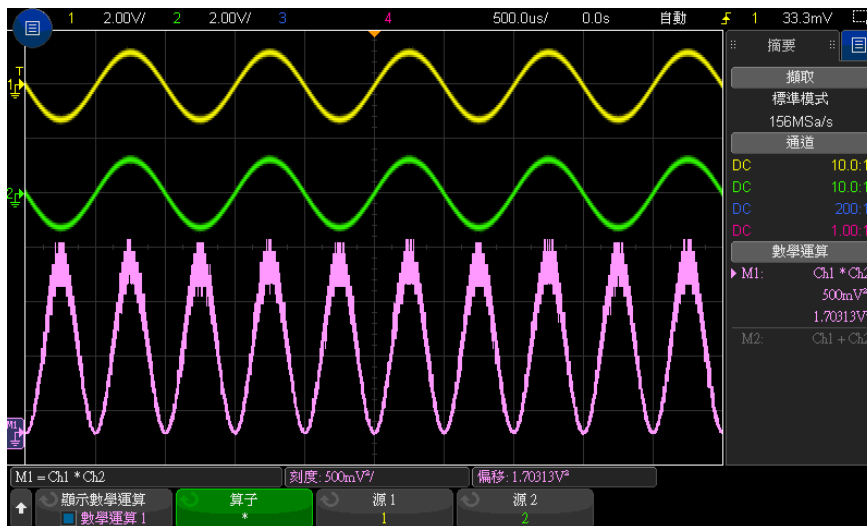 1 2.00V/ 2 2.00V/ 3 4 500.0us/ 0.0s 自動 1 33.3mV
摘要
擷取
標準模式
156MSa/s
通道
DC 10.0:1
DC 10.0:1
DC 200:1
DC 1.00:1
數學運算
M1: Ch1 * Ch2
500mV²
1.70313V²
M2: Ch1 + Ch2
T
1
2
M1
M1 = Ch1 * Ch2 刻度: 500mV²/ 偏移: 1.70313V²
顯示數學運算 算子 源 1 源 2
數學運算 1 * 1 2